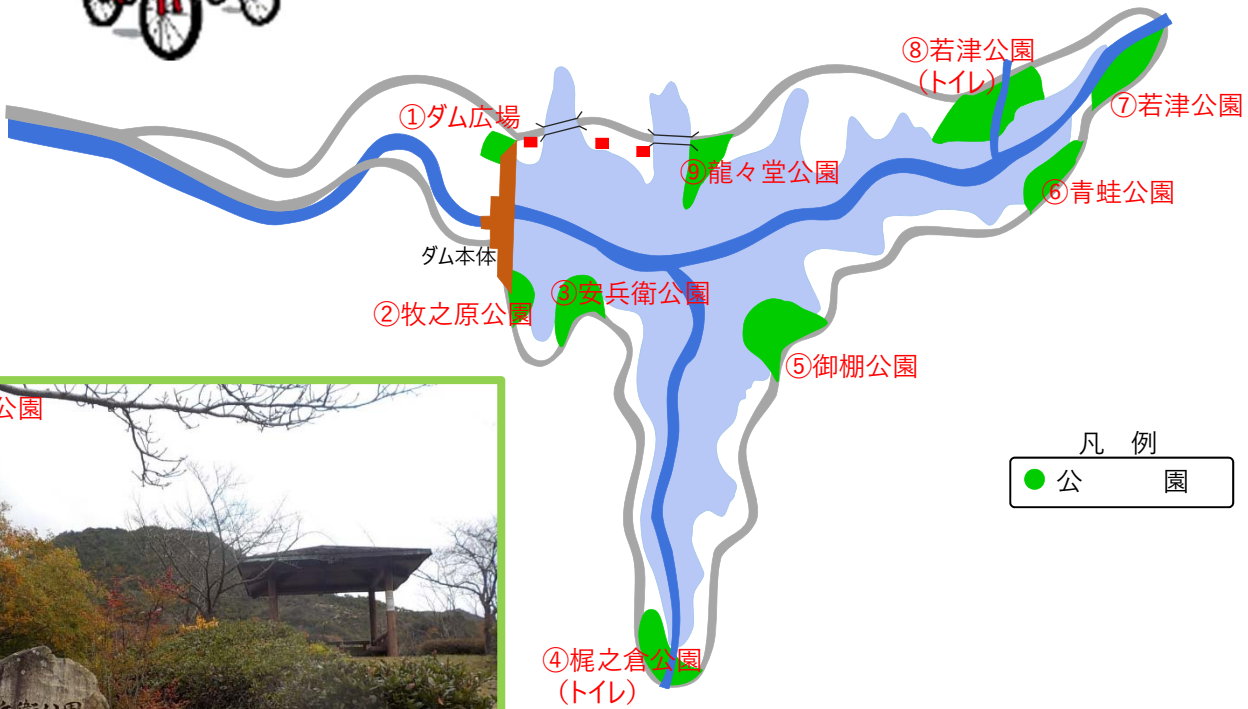 ⑧若津公園
（トイレ）
①ダム広場
⑦若津公園
⑨龍々堂公園
⑥青蛙公園
ダム本体
③安兵衛公園
②牧之原公園
⑤御棚公園
公園
凡 例
公 園
④梶之倉公園
（トイレ）